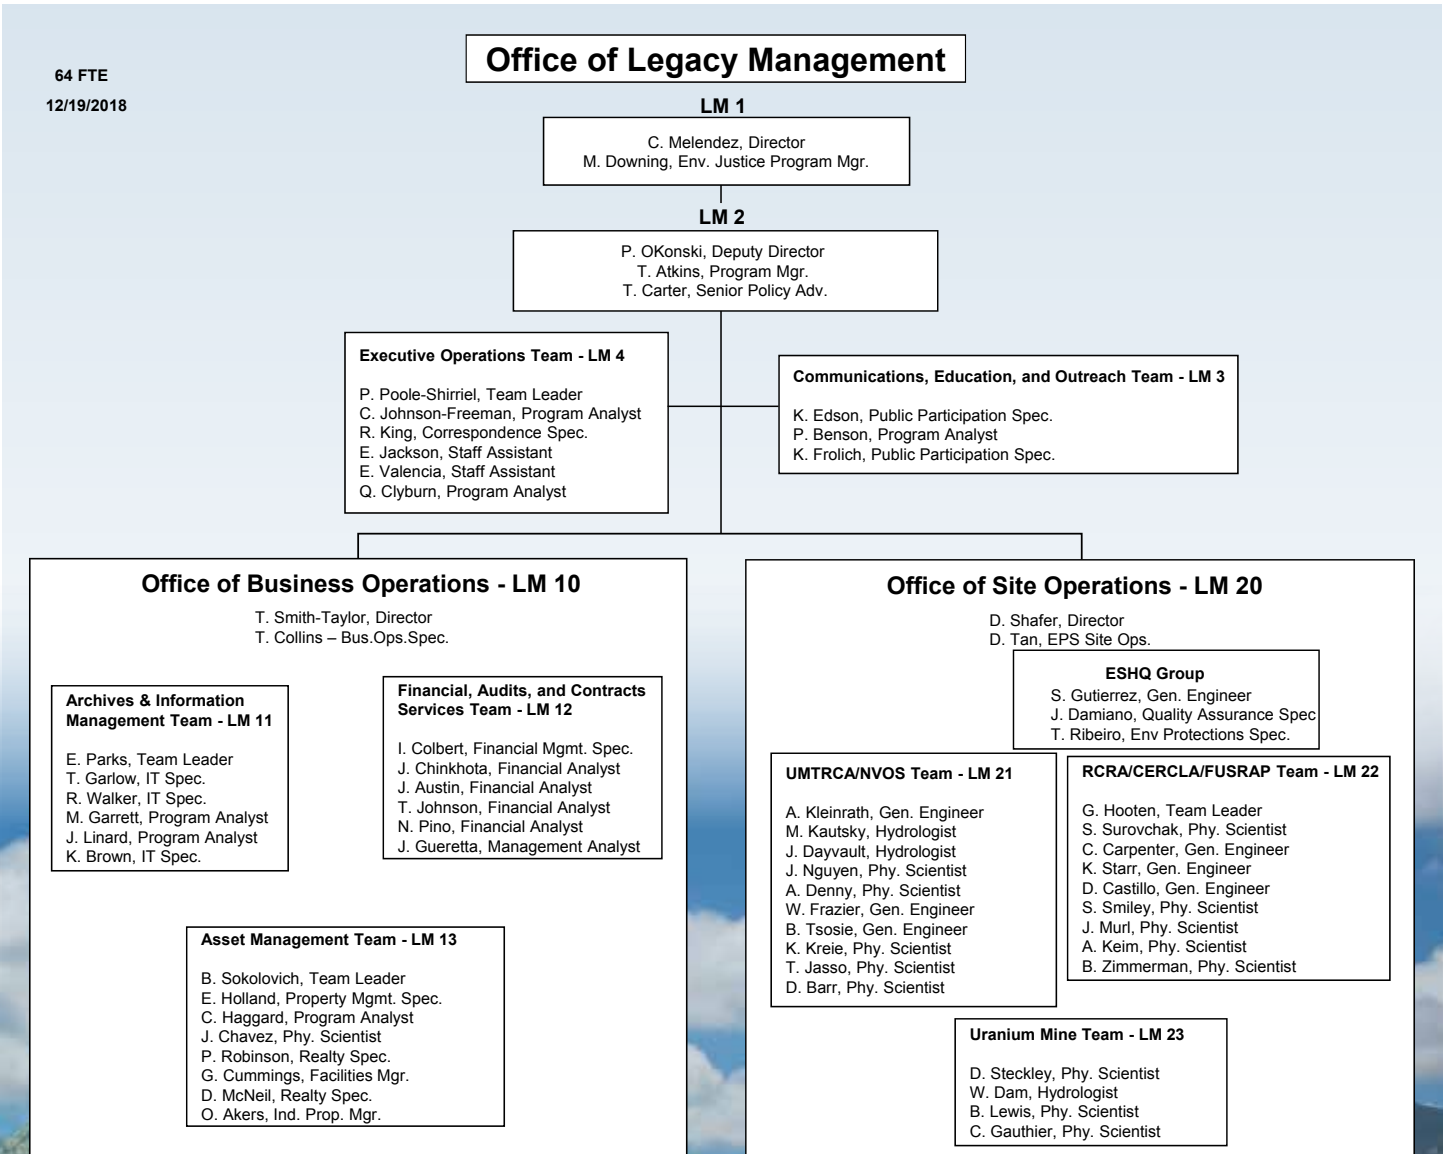 64 FTE
12/19/2018
Office of Legacy Management
LM 1
C. Melendez, Director
M. Downing, Env. Justice Program Mgr.
LM 2
P. OKonski, Deputy Director
T. Atkins, Program Mgr.
T. Carter, Senior Policy Adv.
Executive Operations Team - LM 4
P. Poole-Shirriel, Team Leader
C. Johnson-Freeman, Program Analyst
R. King, Correspondence Spec.
E. Jackson, Staff Assistant
E. Valencia, Staff Assistant
Q. Clyburn, Program Analyst
Communications, Education, and Outreach Team - LM 3
K. Edson, Public Participation Spec.
P. Benson, Program Analyst
K. Frolich, Public Participation Spec.
Office of Business Operations - LM 10
T. Smith-Taylor, Director
T. Collins – Bus.Ops.Spec.
Archives & Information
Management Team - LM 11
E. Parks, Team Leader
T. Garlow, IT Spec.
R. Walker, IT Spec.
M. Garrett, Program Analyst
J. Linard, Program Analyst
K. Brown, IT Spec.
Financial, Audits, and Contracts
Services Team - LM 12
I. Colbert, Financial Mgmt. Spec.
J. Chinkhota, Financial Analyst
J. Austin, Financial Analyst
T. Johnson, Financial Analyst
N. Pino, Financial Analyst
J. Gueretta, Management Analyst
Asset Management Team - LM 13
B. Sokolovich, Team Leader
E. Holland, Property Mgmt. Spec.
C. Haggard, Program Analyst
J. Chavez, Phy. Scientist
P. Robinson, Realty Spec.
G. Cummings, Facilities Mgr.
D. McNeil, Realty Spec.
O. Akers, Ind. Prop. Mgr.
Office of Site Operations - LM 20
D. Shafer, Director
D. Tan, EPS Site Ops.
ESHQ Group
S. Gutierrez, Gen. Engineer
J. Damiano, Quality Assurance Spec
T. Ribeiro, Env Protections Spec.
UMTRCA/NVOS Team - LM 21
A. Kleinrath, Gen. Engineer
M. Kautsky, Hydrologist
J. Dayvault, Hydrologist
J. Nguyen, Phy. Scientist
A. Denny, Phy. Scientist
W. Frazier, Gen. Engineer
B. Tsosie, Gen. Engineer
K. Kreie, Phy. Scientist
T. Jasso, Phy. Scientist
D. Barr, Phy. Scientist
RCRA/CERCLA/FUSRAP Team - LM 22
G. Hooten, Team Leader
S. Surovchak, Phy. Scientist
C. Carpenter, Gen. Engineer
K. Starr, Gen. Engineer
D. Castillo, Gen. Engineer
S. Smiley, Phy. Scientist
J. Murl, Phy. Scientist
A. Keim, Phy. Scientist
B. Zimmerman, Phy. Scientist
Uranium Mine Team - LM 23
D. Steckley, Phy. Scientist
W. Dam, Hydrologist
B. Lewis, Phy. Scientist
C. Gauthier, Phy. Scientist